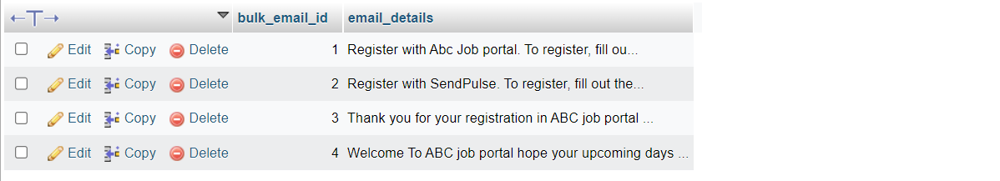 bulk_email_id email_details
Edit Copy Delete 1 Register with Abc Job portal. To register, fill ou...
Edit Copy Delete 2 Register with SendPulse. To register, fill out the...
Edit Copy Delete 3 Thank you for your registration in ABC job portal ...
Edit Copy Delete 4 Welcome To ABC job portal hope your upcoming days ...